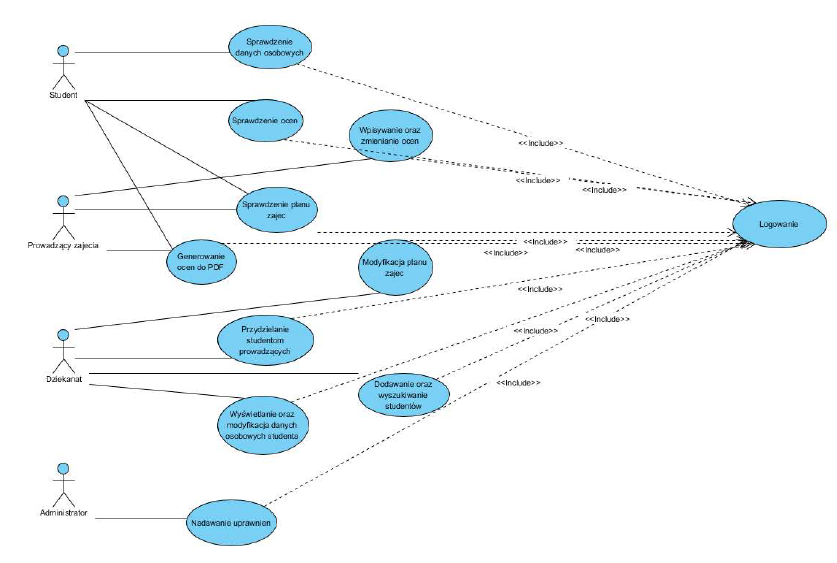 Sprawdzenie
danych osobowych
Student
Sprawdzenie ocen
Wpisywanie oraz
zmienianie ocen
<<Include>>
<<Include>>
<<Include>>
Sprawdzenie planu
zajec
Logowanie
Prowadzący zajecia
Generowanie
ocen do PDF
<<Include>>
<<Include>>
<<Include>>
Modyfikacja planu
zajec
<<Include>>
Przydzielanie
studentom
prowadzących
<<Include>>
<<Include>>
Dziekanat
Dodawanie oraz
wyszukiwanie
studentów
<<Include>>
Wyświetlanie oraz
modyfikacja danych
osobowych studenta
Administrator
Nadawanie uprawnien